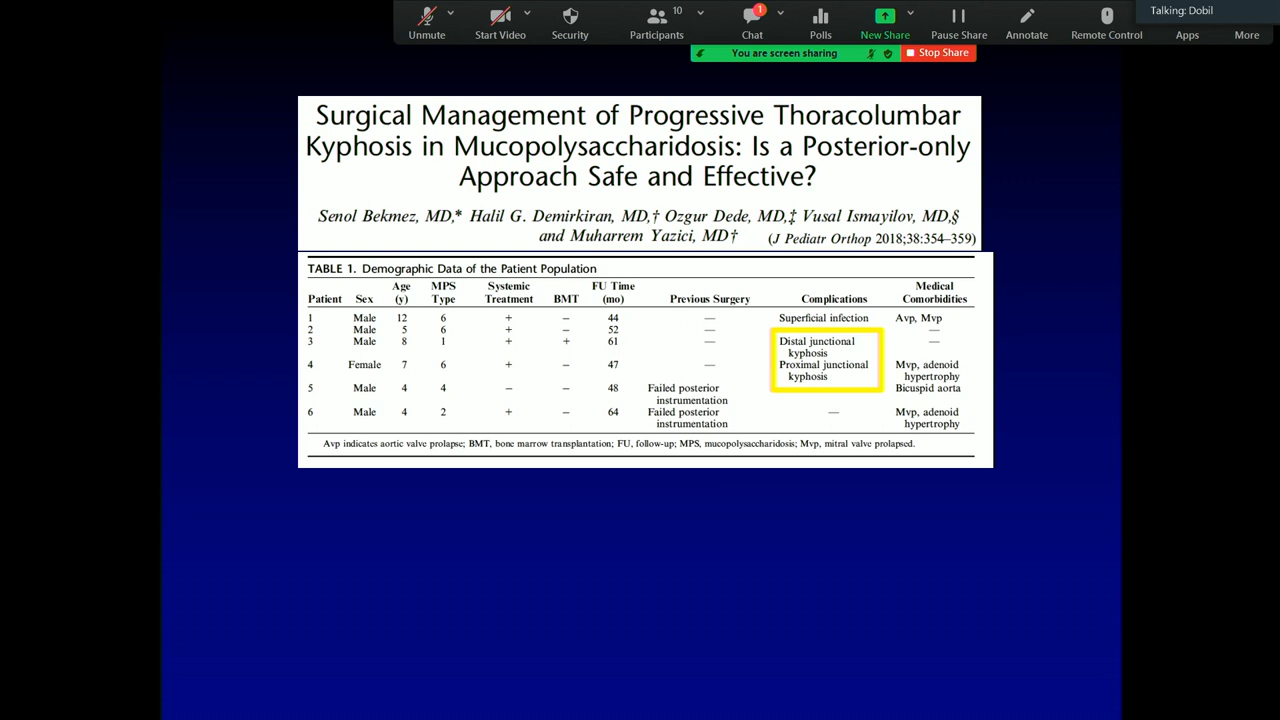 Talking: Dobil
10
1
Unmute Start Video Security Participants Chat Polls New Share Pause Share Annotate Remote Control Apps More
You are screen sharing Stop Share
Surgical Management of Progressive Thoracolumbar
Kyphosis in Mucopolysaccharidosis: Is a Posterior-only
Approach Safe and Effective?
Senol Bekmez, MD,* Halil G. Demirkiran, MD,† Ozgur Dede, MD,‡ Vusal Ismayilov, MD,§
and Muharrem Yazici, MD† (J Pediatr Orthop 2018;38:354–359)
TABLE 1. Demographic Data of the Patient Population
Age MPS Systemic FU Time Medical
Patient Sex (y) Type Treatment BMT (mo) Previous Surgery Complications Comorbidities
1 Male 12 6 + – 44 — Superficial infection Avp, Mvp
2 Male 5 6 + – 52 — —
3 Male 8 1 + + 61 — Distal junctional —
kyphosis
4 Female 7 6 + – 47 — Proximal junctional Mvp, adenoid
kyphosis hypertrophy
5 Male 4 4 – – 48 Failed posterior Bicuspid aorta
instrumentation
6 Male 4 2 + – 64 Failed posterior — Mvp, adenoid
instrumentation hypertrophy
Avp indicates aortic valve prolapse; BMT, bone marrow transplantation; FU, follow-up; MPS, mucopolysaccharidosis; Mvp, mitral valve prolapsed.